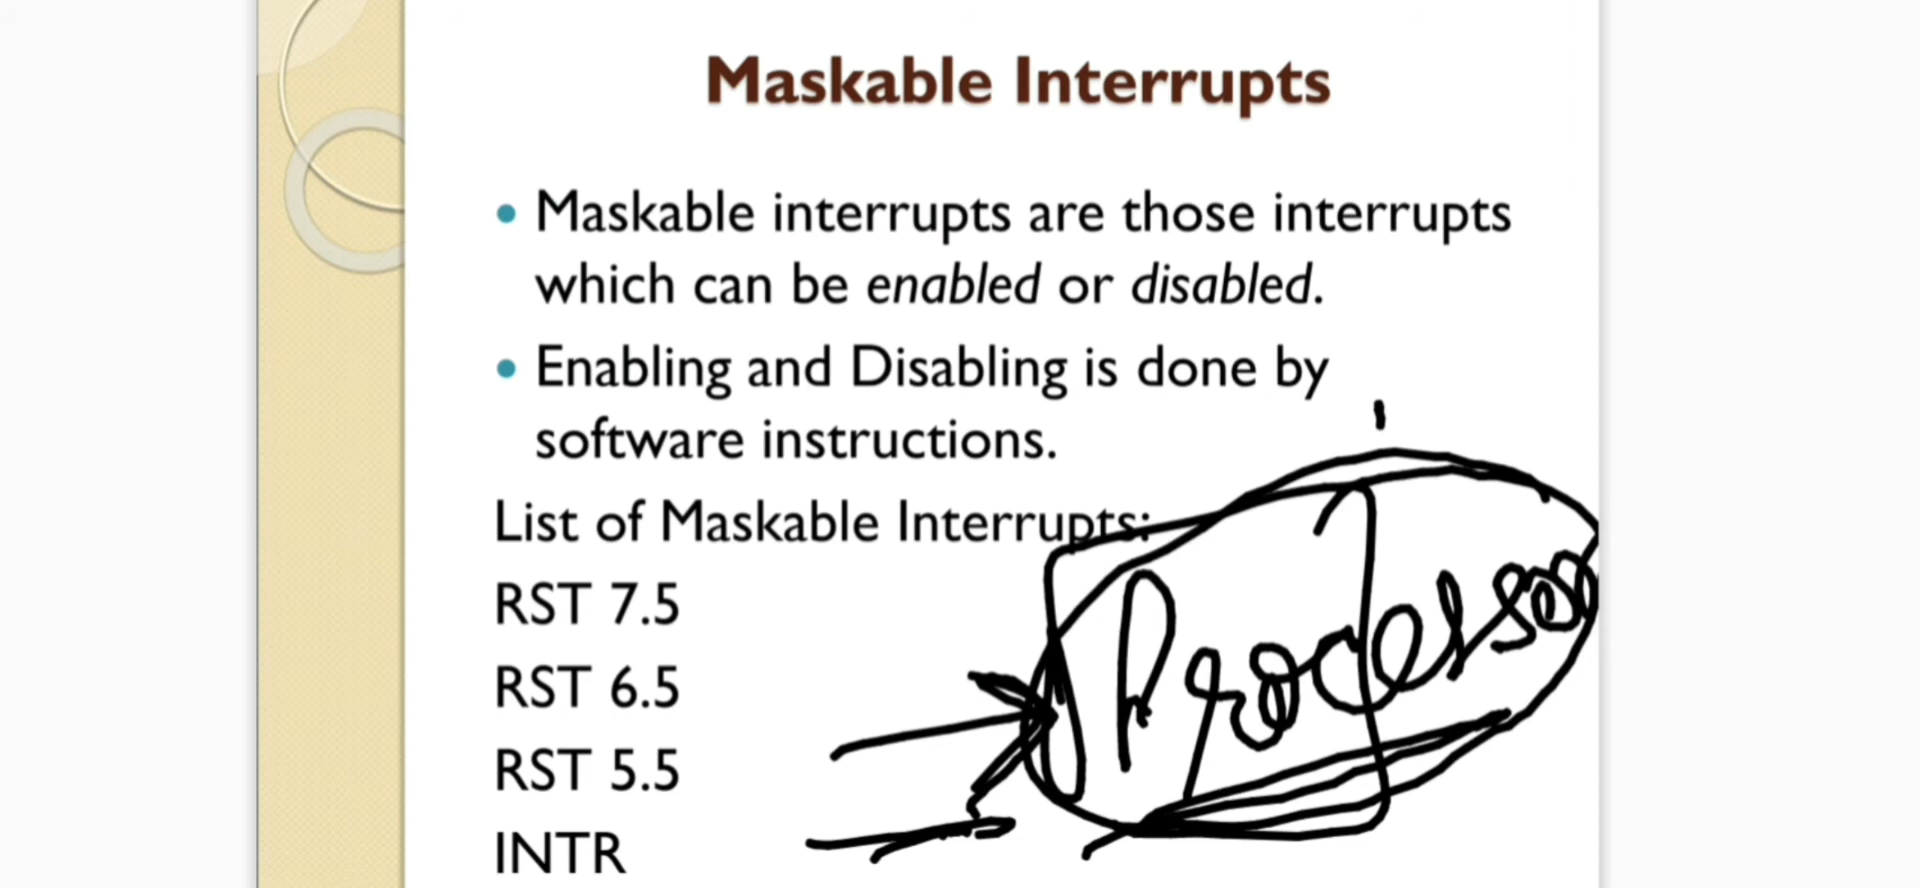 Maskable Interrupts
• Maskable interrupts are those interrupts
which can be enabled or disabled.
• Enabling and Disabling is done by
software instructions.
List of Maskable Interrupts:
RST 7.5
RST 6.5
RST 5.5
INTR
Processor